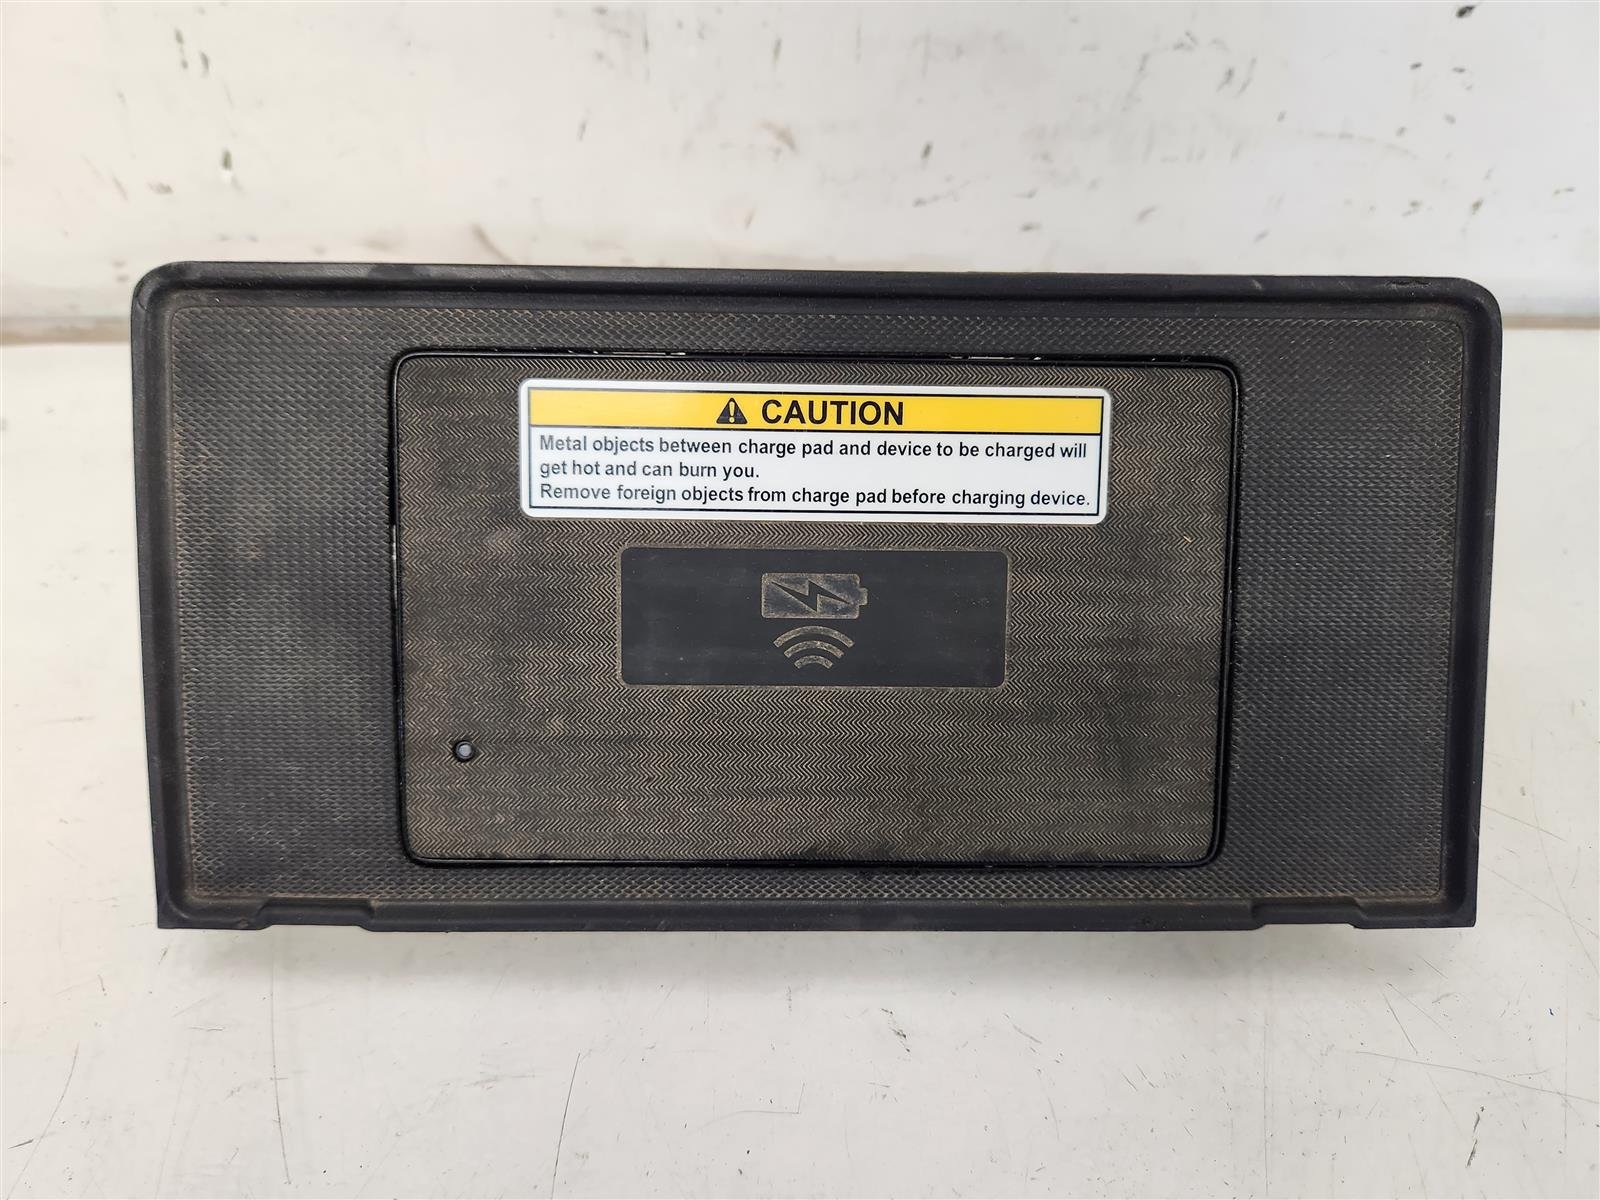 CAUTION
Metal objects between charge pad and device to be charged will
get hot and can burn you.
Remove foreign objects from charge pad before charging device.